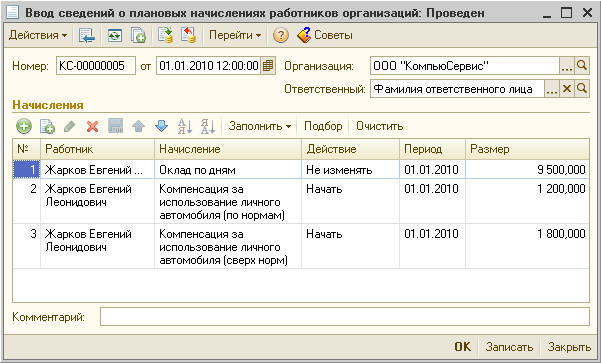 Ввод сведений о плановых начислениях работников организаций: Проведен
Действия Перейти ? Советы
Номер: КС-00000005 от 01.01.2010 12:00:00 Организация: ООО "КомпьюСервис" ...
Ответственный: Фамилия ответственного лица ...
Начисления
Заполнить Подбор Очистить
№ Работник Начисление Действие Период Размер
1 Жарков Евгений ... Оклад по дням Не изменять 01.01.2010 9 500,000
2 Жарков Евгений Компенсация за Начать 01.01.2010 1 200,000
Леонидович использование личного
автомобиля (по нормам)
3 Жарков Евгений Компенсация за Начать 01.01.2010 1 800,000
Леонидович использование личного
автомобиля (сверх норм)
Комментарий:
OK Записать Закрыть